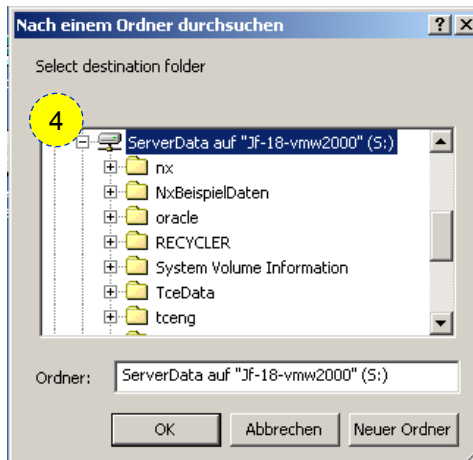 Nach einem Ordner durchsuchen
Select destination folder
4
ServerData auf "Jf-18-vmw2000" (S:)
nx
NxBeispielDaten
oracle
RECYCLER
System Volume Information
TceData
tceng
Ordner: ServerData auf "Jf-18-vmw2000" (S:)
OK Abbrechen Neuer Ordner